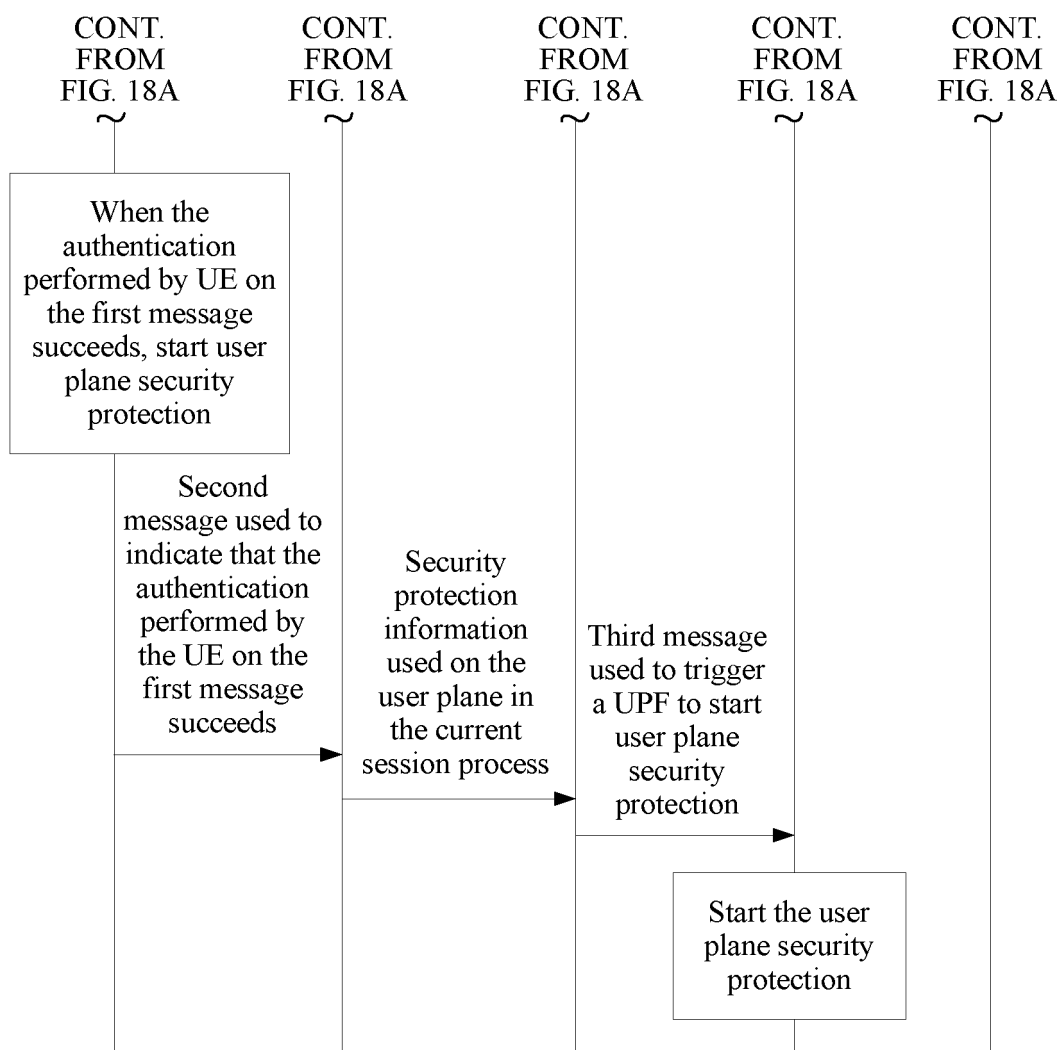 CONT.
FROM
FIG. 18A
CONT.
FROM
FIG. 18A
CONT.
FROM
FIG. 18A
CONT.
FROM
FIG. 18A
CONT.
FROM
FIG. 18A
When the
authentication
performed by UE on
the first message
succeeds, start user
plane security
protection
Second
message used to
indicate that the
authentication
performed by
the UE on the
first message
succeeds
Security
protection
information
used on the
user plane in
the current
session process
Third message
used to trigger
a UPF to start
user plane
security
protection
Start the user
plane security
protection